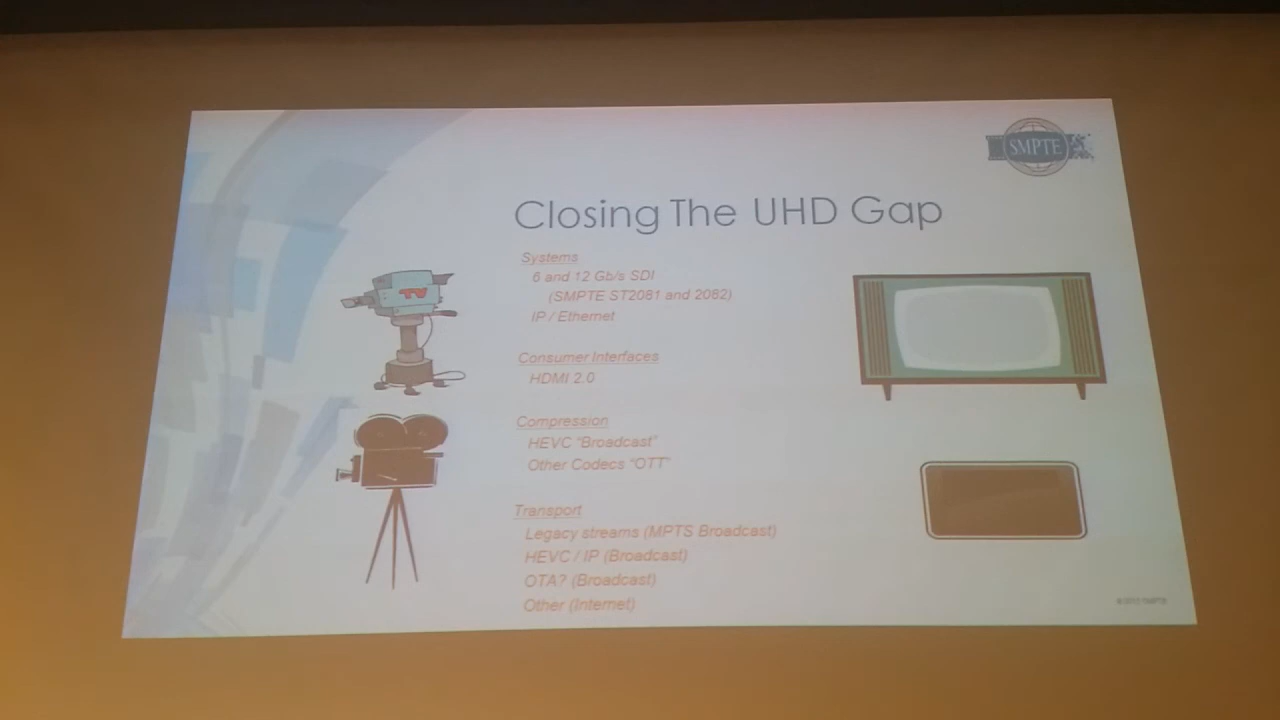 SMPTE
Closing The UHD Gap
Systems
6 and 12 Gb/s SDI
(SMPTE ST2081 and 2082)
IP / Ethernet
TV
Consumer Interfaces
HDMI 2.0
Compression
HEVC "Broadcast"
Other Codecs "OTT"
Transport
Legacy streams (MPTS Broadcast)
HEVC / IP (Broadcast)
OTA? (Broadcast)
Other (Internet)